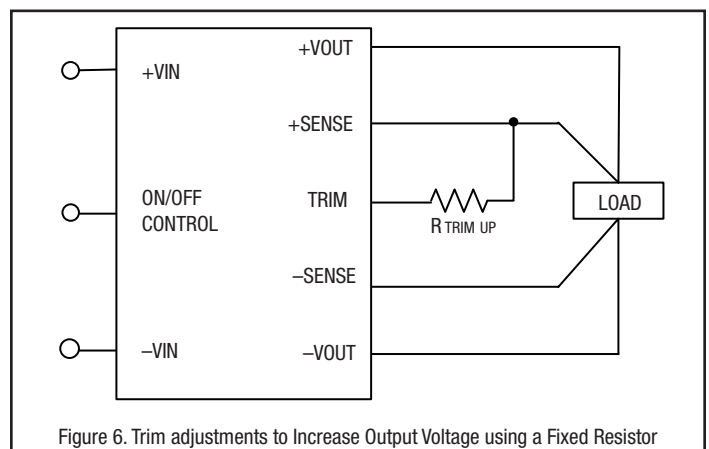 +VOUT
+VIN
+SENSE
ON/OFF
CONTROL
TRIM
R TRIM UP
LOAD
–SENSE
–VIN
–VOUT
Figure 6. Trim adjustments to Increase Output Voltage using a Fixed Resistor